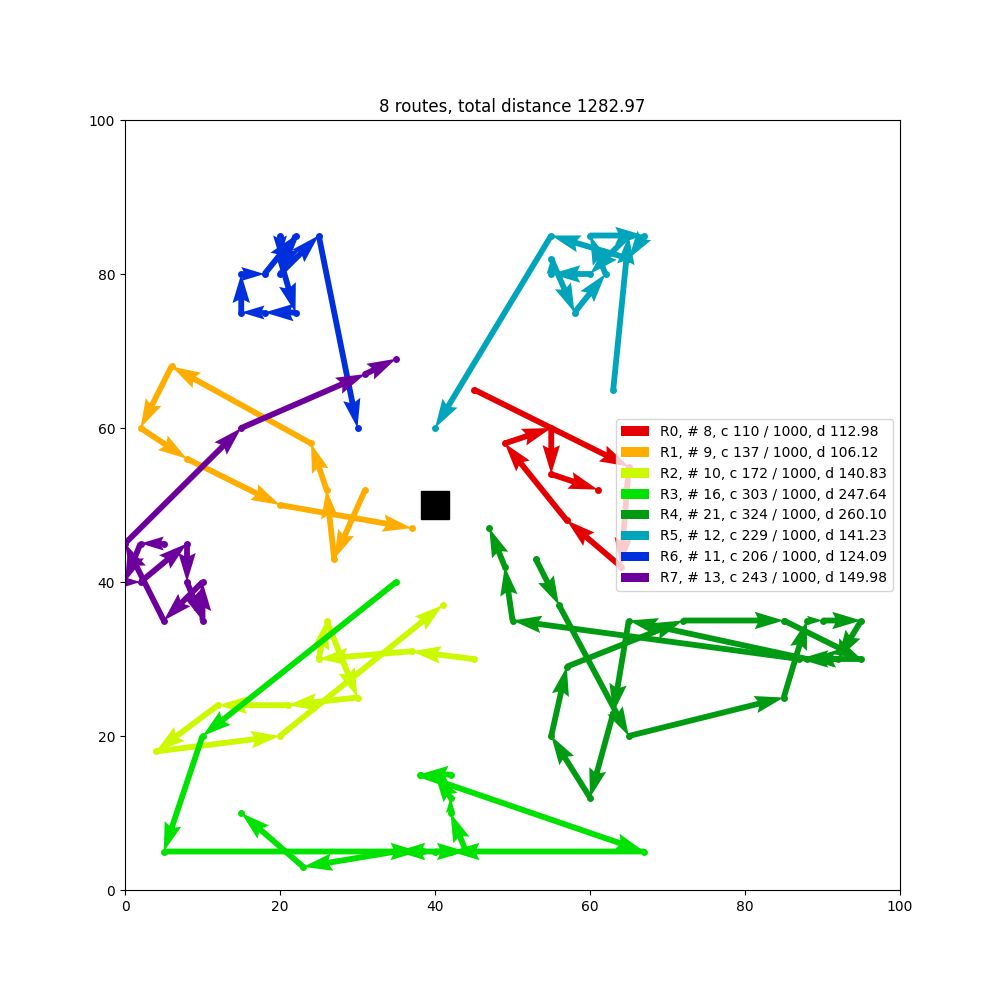 8 routes, total distance 1282.97
100
80
60
40
20
0
R0, # 8, c 110 / 1000, d 112.98
R1, # 9, c 137 / 1000, d 106.12
R2, # 10, c 172 / 1000, d 140.83
R3, # 16, c 303 / 1000, d 247.64
R4, # 21, c 324 / 1000, d 260.10
R5, # 12, c 229 / 1000, d 141.23
R6, # 11, c 206 / 1000, d 124.09
R7, # 13, c 243 / 1000, d 149.98
0 20 40 60 80 100